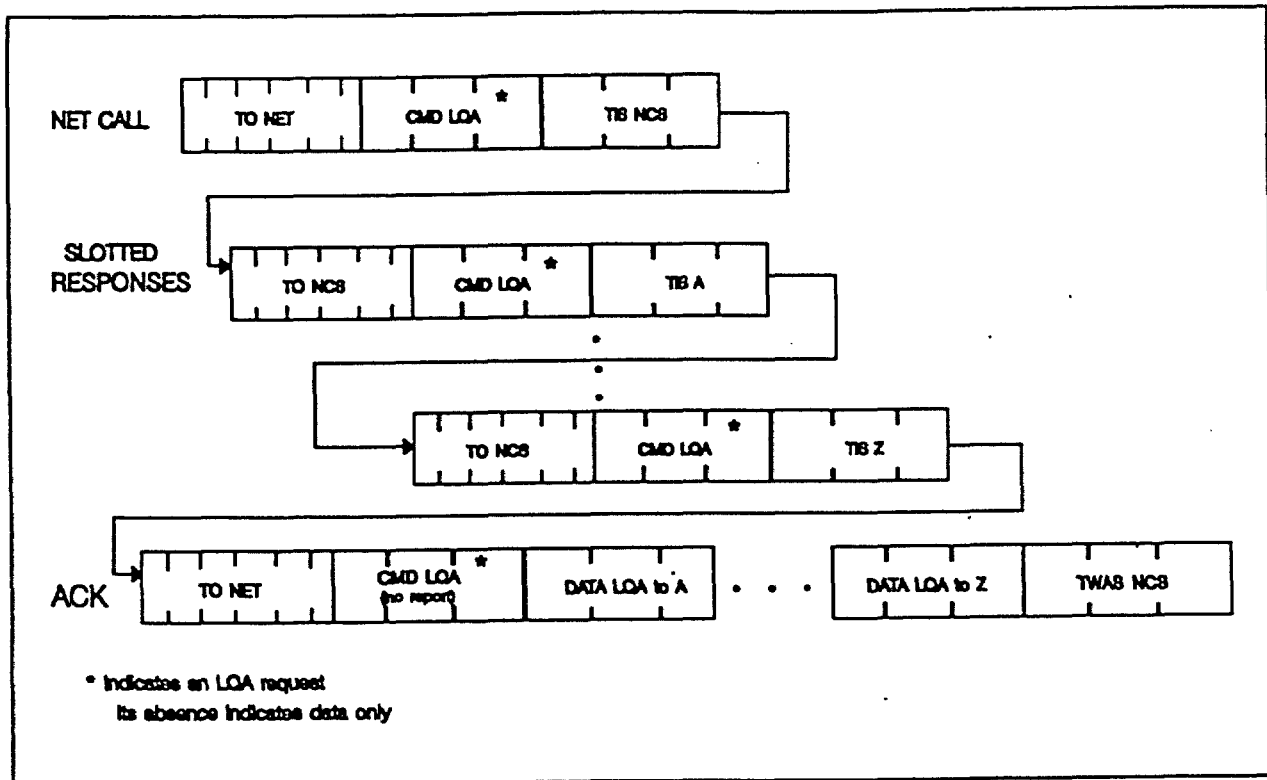 NET CALL
TO NET
CMD LQA *
TIS NCS
SLOTTED
RESPONSES
TO NCS
CMD LQA *
TIS A
TO NCS
CMD LQA *
TIS Z
ACK
TO NET
CMD LQA *
(no report)
DATA LQA to A
DATA LQA to Z
TWAS NCS
* Indicates an LQA request
Its absence indicates data only